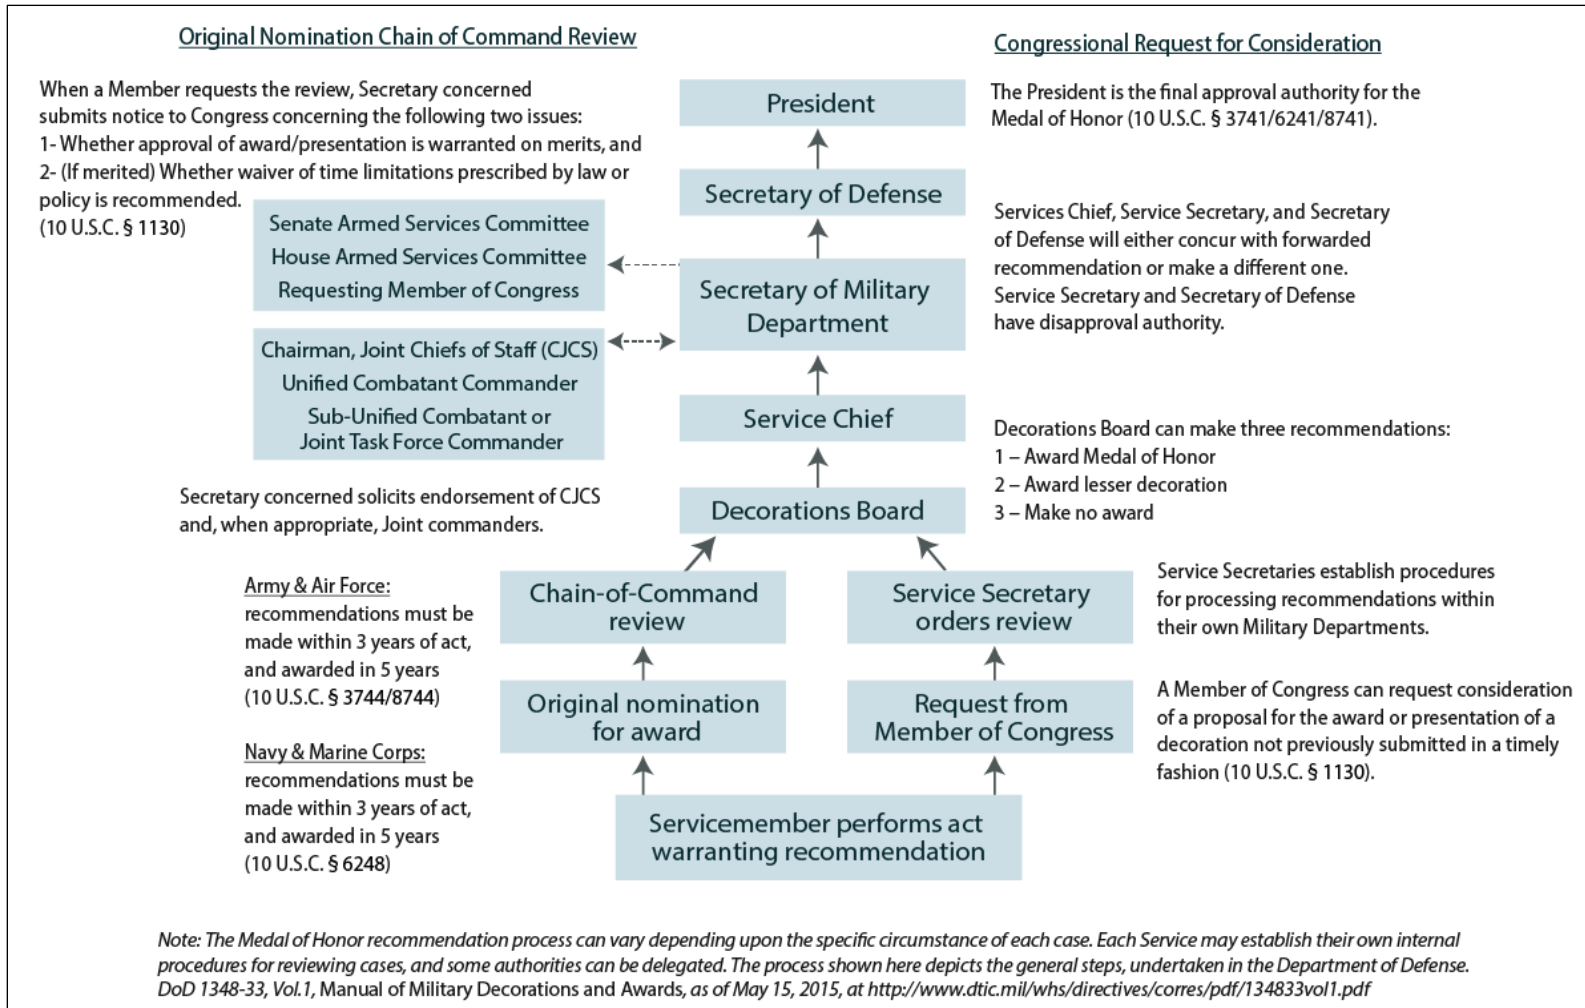 Original Nomination Chain of Command Review
When a Member requests the review, Secretary concerned
submits notice to Congress concerning the following two issues:
1- Whether approval of award/presentation is warranted on merits, and
2- (If merited) Whether waiver of time limitations prescribed by law or
policy is recommended.
(10 U.S.C. § 1130)
Senate Armed Services Committee
House Armed Services Committee
Requesting Member of Congress
Chairman, Joint Chiefs of Staff (CJCS)
Unified Combatant Commander
Sub-Unified Combatant or
Joint Task Force Commander
Secretary concerned solicits endorsement of CJCS
and, when appropriate, Joint commanders.
Army & Air Force:
recommendations must be
made within 3 years of act,
and awarded in 5 years
(10 U.S.C. § 3744/8744)
Navy & Marine Corps:
recommendations must be
made within 3 years of act,
and awarded in 5 years
(10 U.S.C. § 6248)
President
Secretary of Defense
Secretary of Military
Department
Service Chief
Decorations Board
Chain-of-Command
review
Service Secretary
orders review
Original nomination
for award
Request from
Member of Congress
Servicemember performs act
warranting recommendation
Congressional Request for Consideration
The President is the final approval authority for the
Medal of Honor (10 U.S.C. § 3741/6241/8741).
Services Chief, Service Secretary, and Secretary
of Defense will either concur with forwarded
recommendation or make a different one.
Service Secretary and Secretary of Defense
have disapproval authority.
Decorations Board can make three recommendations:
1 – Award Medal of Honor
2 – Award lesser decoration
3 – Make no award
Service Secretaries establish procedures
for processing recommendations within
their own Military Departments.
A Member of Congress can request consideration
of a proposal for the award or presentation of a
decoration not previously submitted in a timely
fashion (10 U.S.C. § 1130).
Note: The Medal of Honor recommendation process can vary depending upon the specific circumstance of each case. Each Service may establish their own internal
procedures for reviewing cases, and some authorities can be delegated. The process shown here depicts the general steps, undertaken in the Department of Defense.
DoD 1348-33, Vol.1, Manual of Military Decorations and Awards, as of May 15, 2015, at http://www.dtic.mil/whs/directives/corres/pdf/134833vol1.pdf